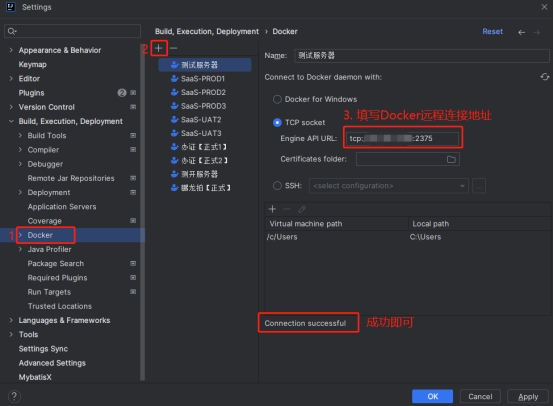 Settings
Appearance & Behavior
Keymap
Editor
Plugins
2
Version Control
Build, Execution, Deployment
Build Tools
Compiler
Debugger
Remote Jar Repositories
Deployment
Application Servers
Coverage
1
Docker
Java Profiler
Package Search
Required Plugins
Run Targets
Trusted Locations
Languages & Frameworks
Tools
Settings Sync
Advanced Settings
MybatisX
Build, Execution, Deployment › Docker
Reset
2
测试服务器
SaaS-PROD1
SaaS-PROD2
SaaS-PROD3
SaaS-UAT2
SaaS-UAT3
办证【正式1】
办证【正式2】
测开服务器
【正式】
Name: 测试服务器
Connect to Docker daemon with:
Docker for Windows
3. 填写Docker远程连接地址
TCP socket
Engine API URL: tcp: :2375
Certificates folder:
SSH: <select configuration>
Virtual machine path Local path
/c/Users C:\Users
Connection successful 成功即可
? OK Cancel Apply